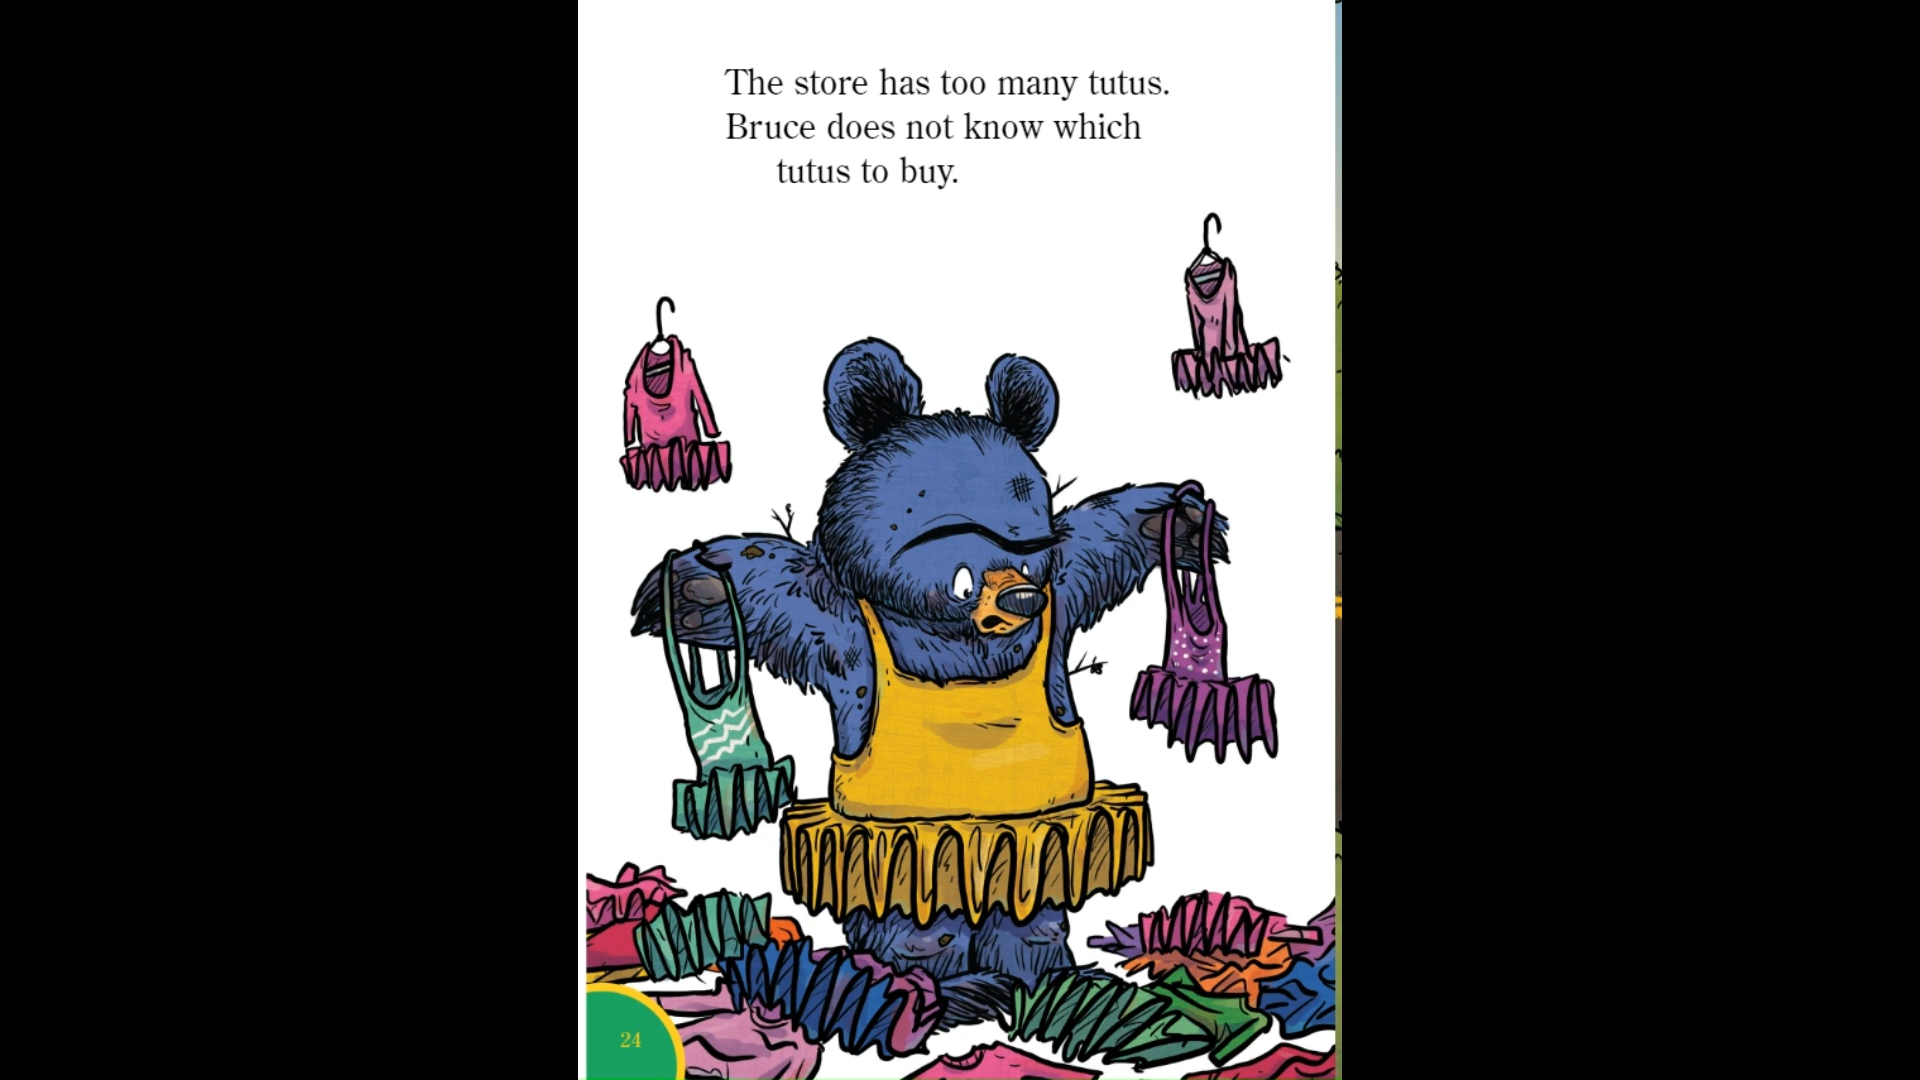 The store has too many tutus.
Bruce does not know which
tutus to buy.
24